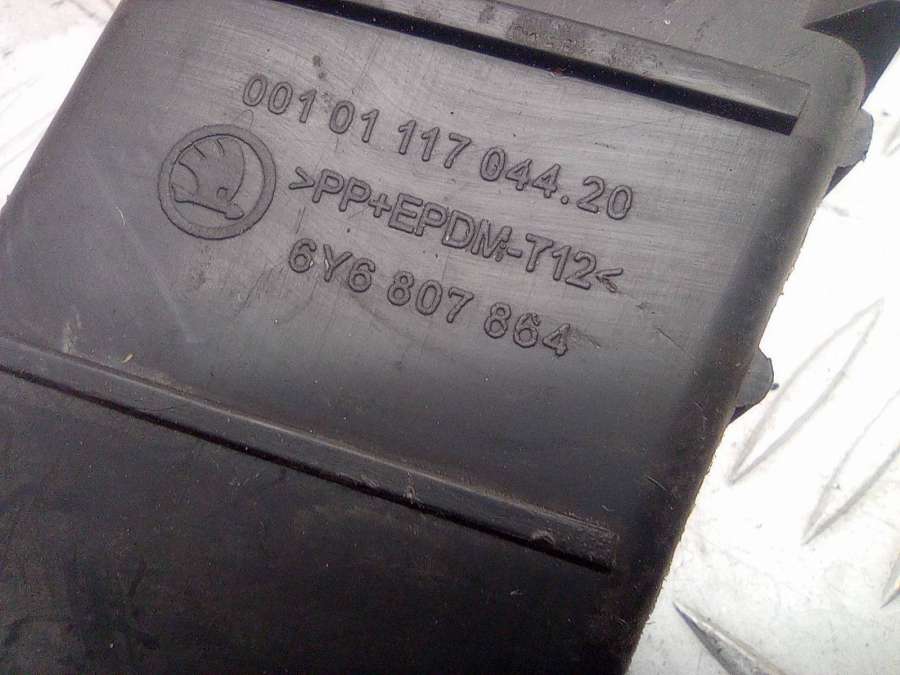 001 01 117 044.20
>PP+EPDM-T12<
6Y6 807 864